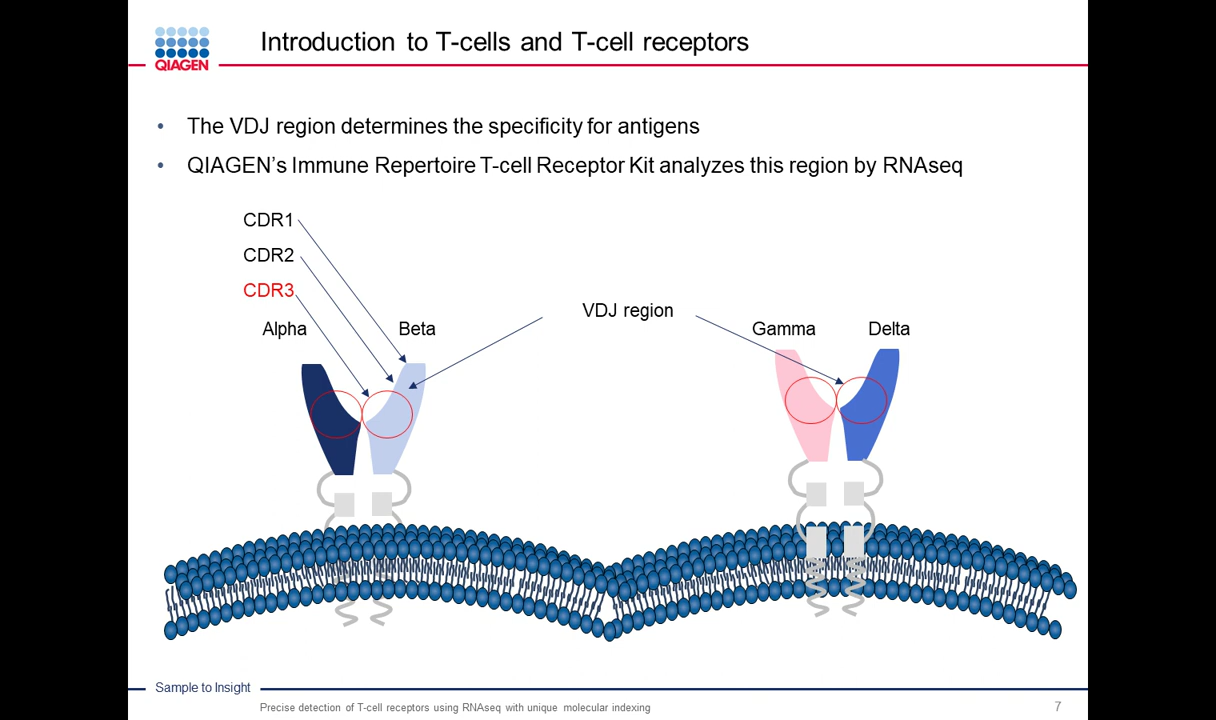 QIAGEN
Introduction to T-cells and T-cell receptors
• The VDJ region determines the specificity for antigens
• QIAGEN’s Immune Repertoire T-cell Receptor Kit analyzes this region by RNAseq
CDR1
CDR2
CDR3
VDJ region
Alpha
Beta
Gamma
Delta
Sample to Insight
Precise detection of T-cell receptors using RNAseq with unique molecular indexing
7